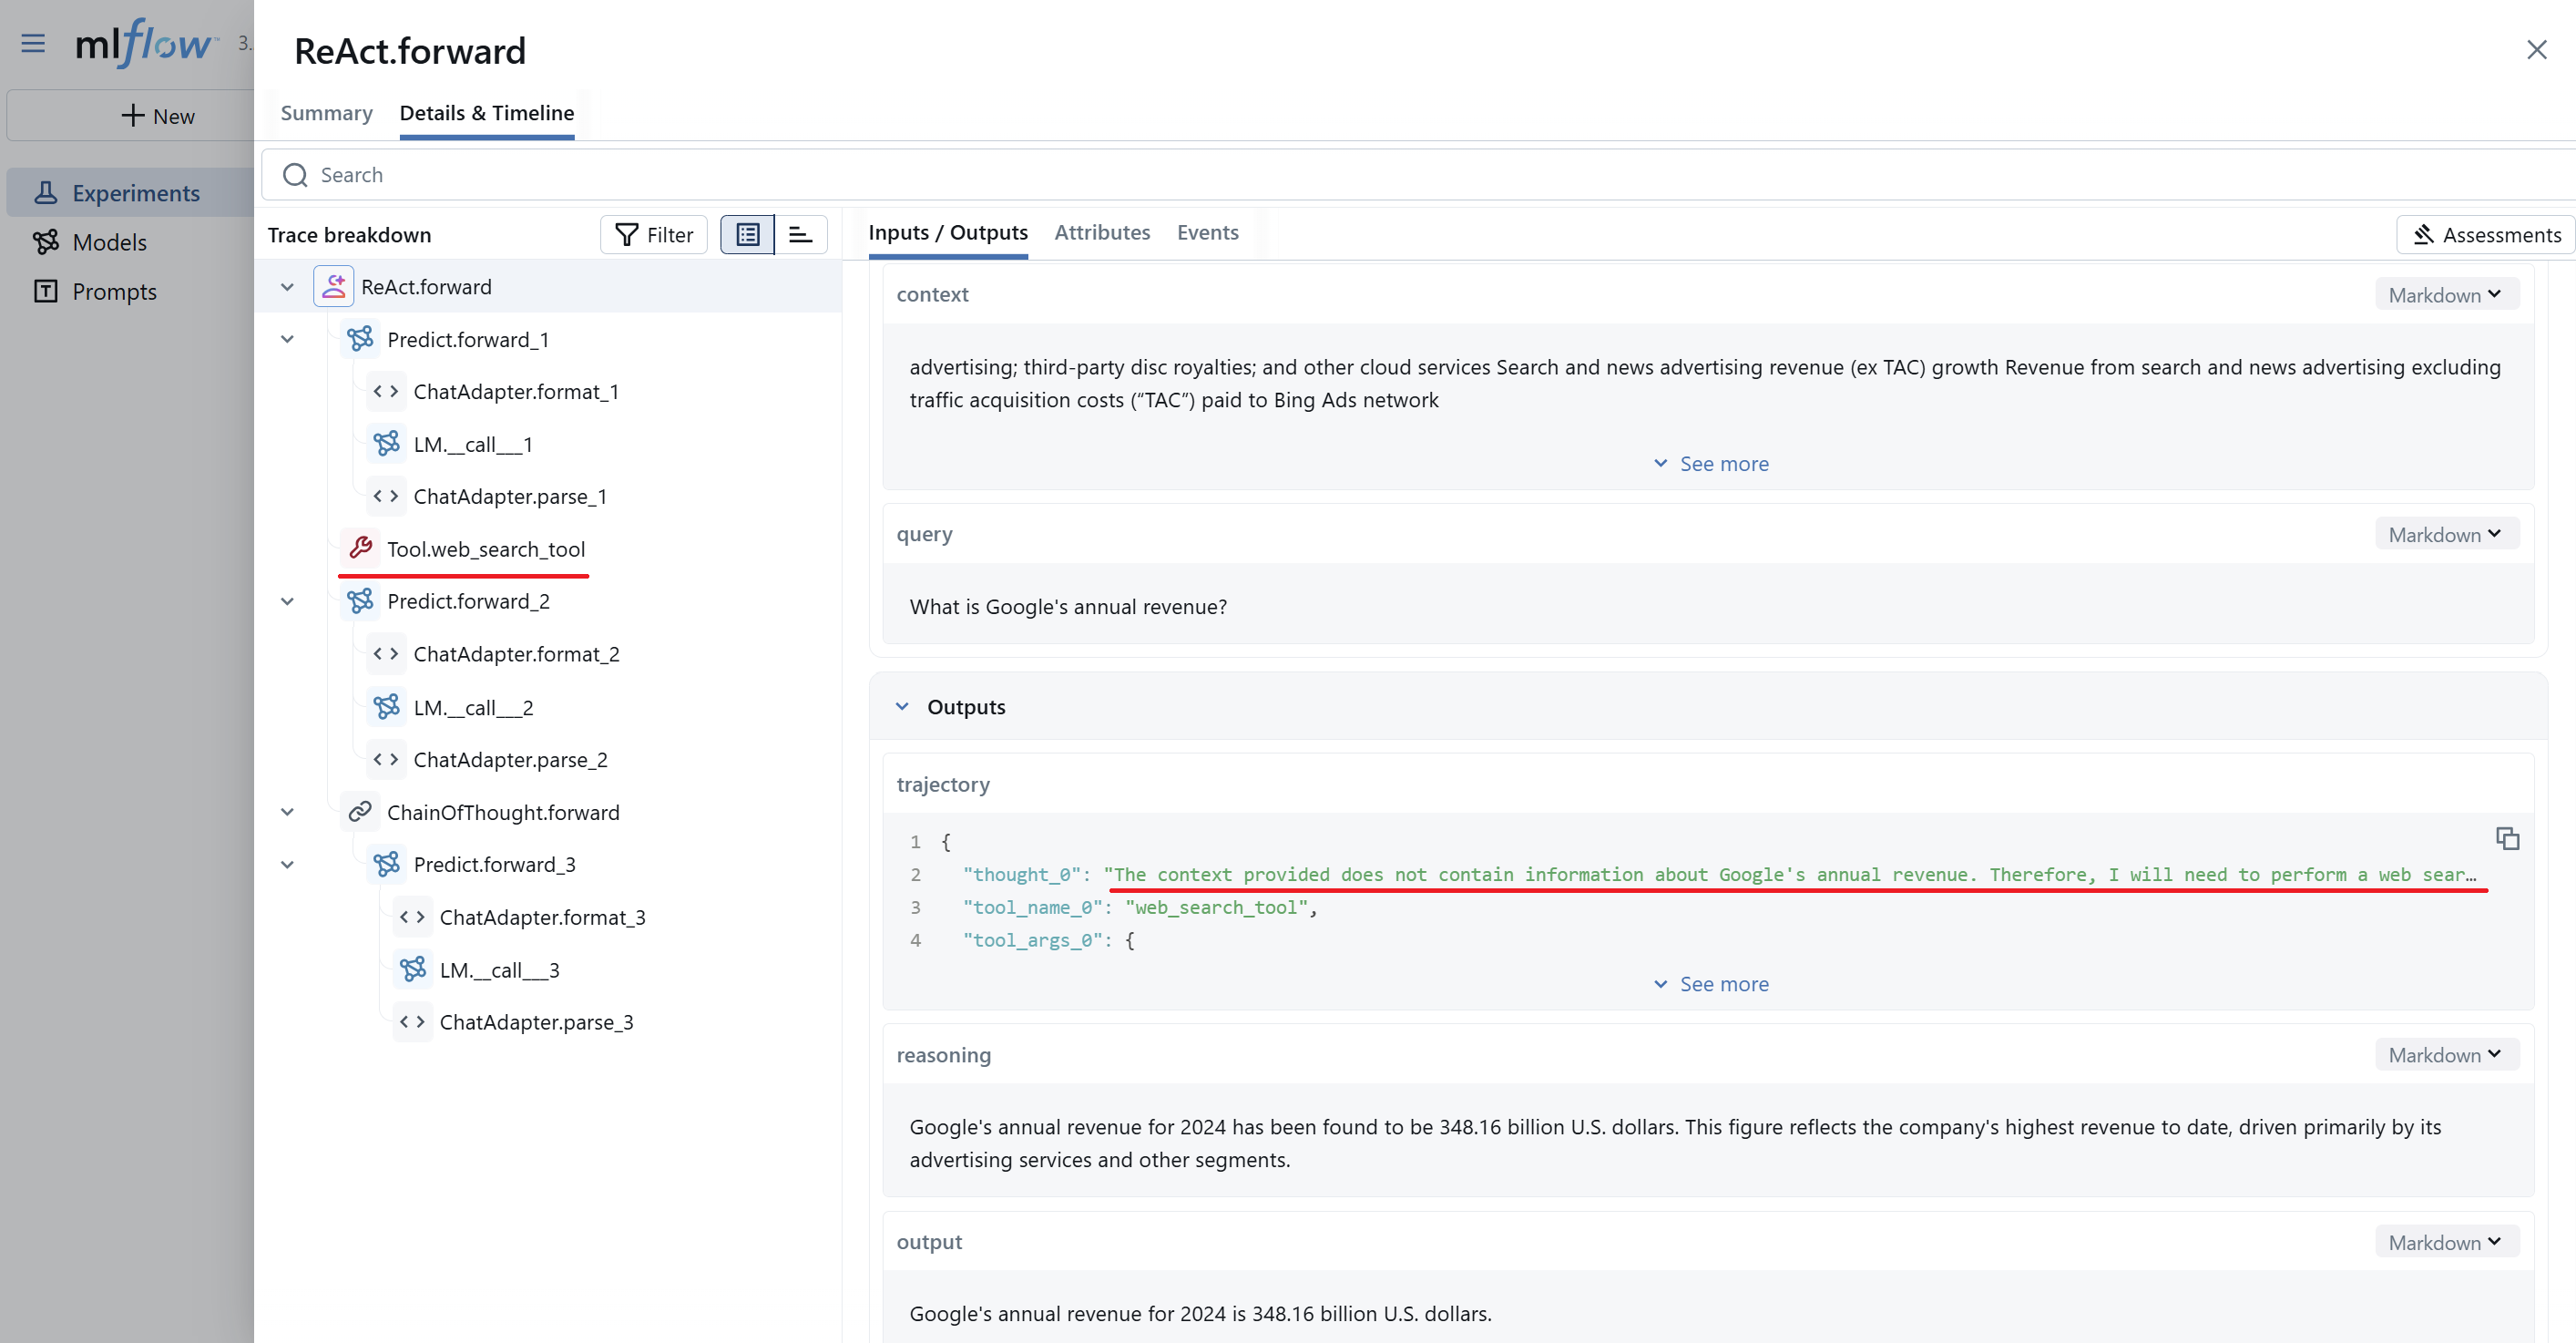 mlflow™ 3.
New
Experiments
Models
Prompts
ReAct.forward
Summary Details & Timeline
Search
Trace breakdown Filter
ReAct.forward
Predict.forward_1
ChatAdapter.format_1
LM.__call___1
ChatAdapter.parse_1
Tool.web_search_tool
Predict.forward_2
ChatAdapter.format_2
LM.__call___2
ChatAdapter.parse_2
ChainOfThought.forward
Predict.forward_3
ChatAdapter.format_3
LM.__call___3
ChatAdapter.parse_3
Inputs / Outputs Attributes Events Assessments
context Markdown
advertising; third-party disc royalties; and other cloud services Search and news advertising revenue (ex TAC) growth Revenue from search and news advertising excluding
traffic acquisition costs (“TAC”) paid to Bing Ads network
See more
query Markdown
What is Google's annual revenue?
Outputs
trajectory
1 {
2 "thought_0": "The context provided does not contain information about Google's annual revenue. Therefore, I will need to perform a web sear…
3 "tool_name_0": "web_search_tool",
4 "tool_args_0": {
See more
reasoning Markdown
Google's annual revenue for 2024 has been found to be 348.16 billion U.S. dollars. This figure reflects the company's highest revenue to date, driven primarily by its
advertising services and other segments.
output Markdown
Google's annual revenue for 2024 is 348.16 billion U.S. dollars.